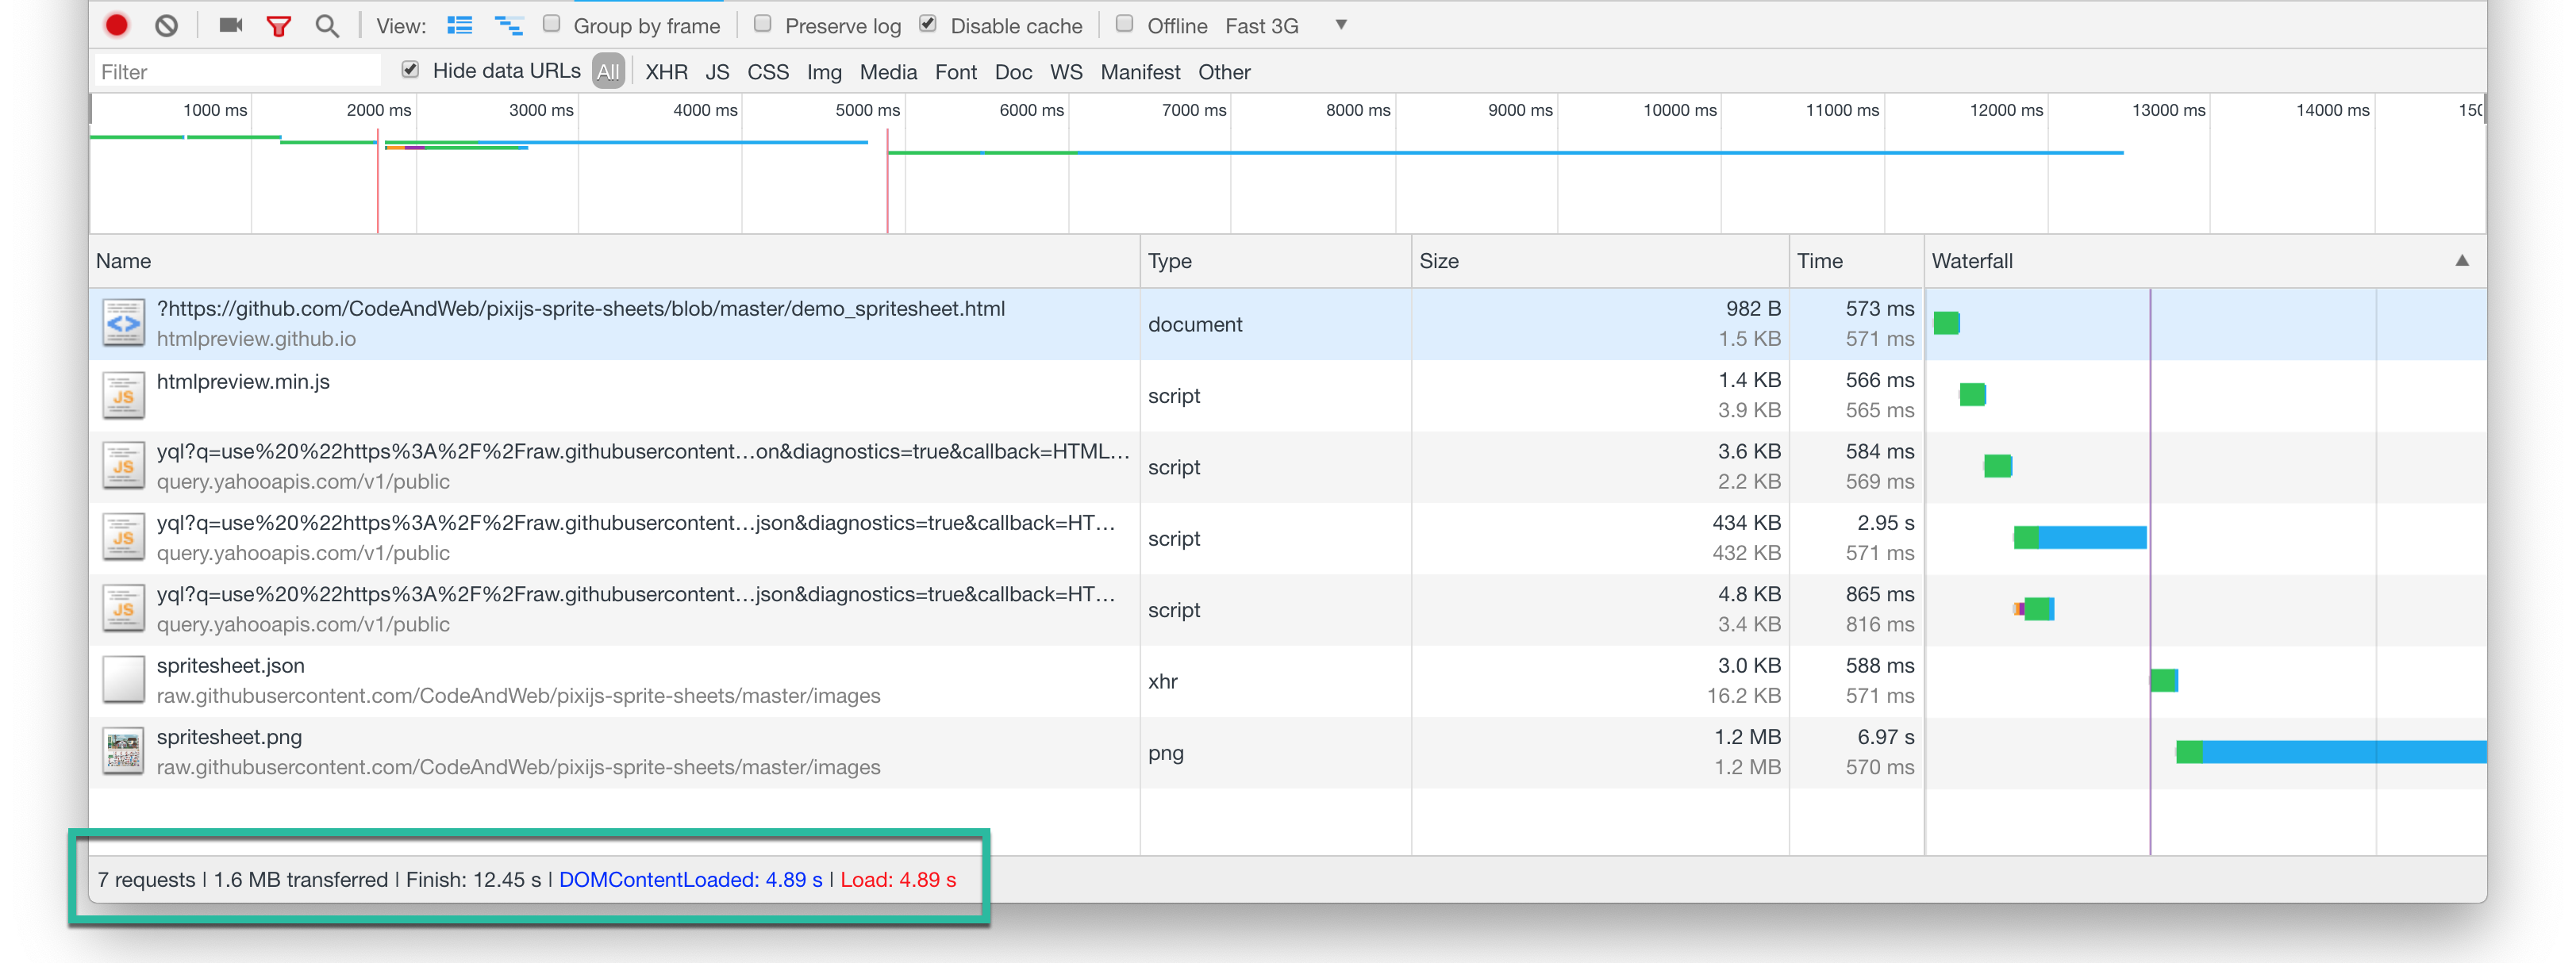 View: Group by frame Preserve log Disable cache Offline Fast 3G
Filter Hide data URLs All XHR JS CSS Img Media Font Doc WS Manifest Other
1000 ms 2000 ms 3000 ms 4000 ms 5000 ms 6000 ms 7000 ms 8000 ms 9000 ms 10000 ms 11000 ms 12000 ms 13000 ms 14000 ms
Name Type Size Time Waterfall
?https://github.com/CodeAndWeb/pixijs-sprite-sheets/blob/master/demo_spritesheet.html 982 B 573 ms
document
htmlpreview.github.io 1.5 KB 571 ms
htmlpreview.min.js 1.4 KB 566 ms
JS script
3.9 KB 565 ms
yql?q=use%20%22https%3A%2F%2Fraw.githubusercontent…on&diagnostics=true&callback=HTML… 3.6 KB 584 ms
JS script
query.yahooapis.com/v1/public 2.2 KB 569 ms
yql?q=use%20%22https%3A%2F%2Fraw.githubusercontent…json&diagnostics=true&callback=HT… 434 KB 2.95 s
JS script
query.yahooapis.com/v1/public 432 KB 571 ms
yql?q=use%20%22https%3A%2F%2Fraw.githubusercontent…json&diagnostics=true&callback=HT… 4.8 KB 865 ms
JS script
query.yahooapis.com/v1/public 3.4 KB 816 ms
spritesheet.json 3.0 KB 588 ms
xhr
raw.githubusercontent.com/CodeAndWeb/pixijs-sprite-sheets/master/images 16.2 KB 571 ms
spritesheet.png 1.2 MB 6.97 s
png
raw.githubusercontent.com/CodeAndWeb/pixijs-sprite-sheets/master/images 1.2 MB 570 ms
7 requests | 1.6 MB transferred | Finish: 12.45 s | DOMContentLoaded: 4.89 s | Load: 4.89 s